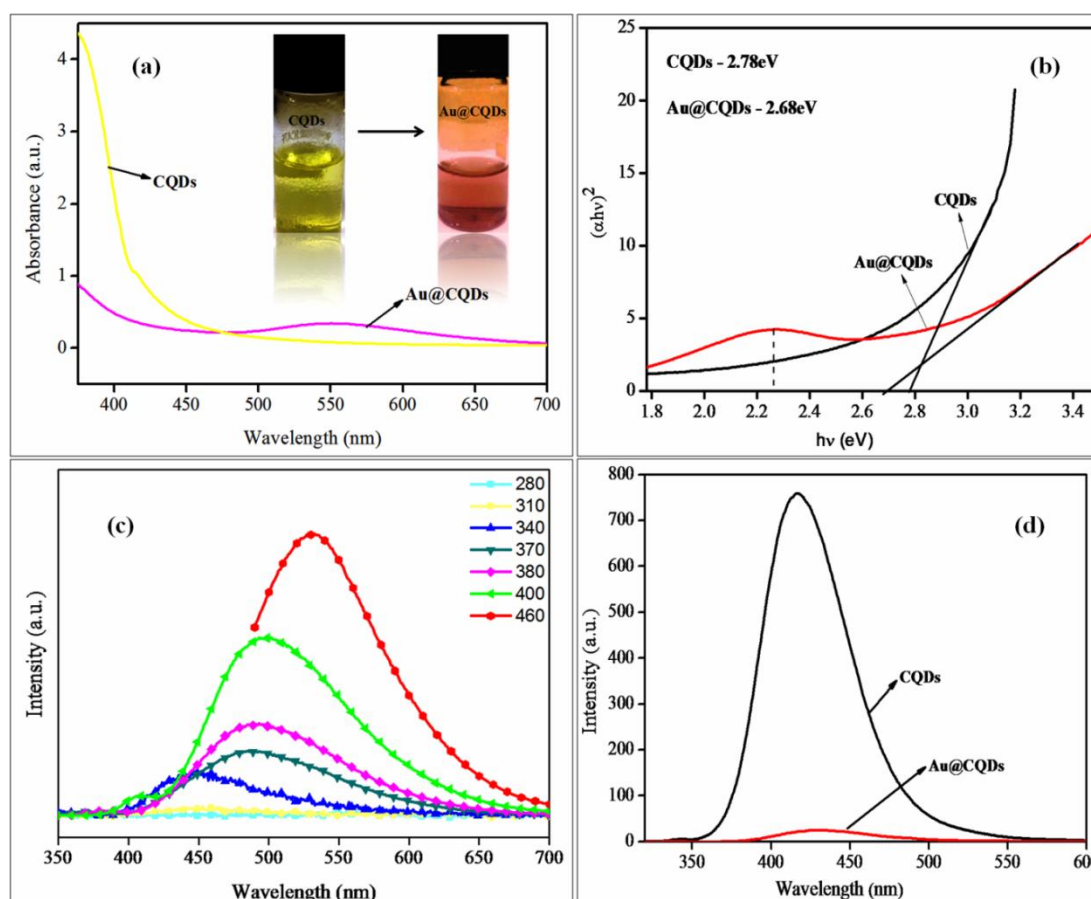 (a)
CQDs
Au@CQDs
CQDs
Au@CQDs
Absorbance (a.u.)
4
3
2
1
0
400 450 500 550 600 650 700
Wavelength (nm)
(b)
CQDs - 2.78eV
Au@CQDs - 2.68eV
CQDs
Au@CQDs
(αhν)²
25
20
15
10
5
0
1.8 2.0 2.2 2.4 2.6 2.8 3.0 3.2 3.4
hν (eV)
(c)
280
310
340
370
380
400
460
Intensity (a.u.)
350 400 450 500 550 600 650 700
Wavelength (nm)
(d)
CQDs
Au@CQDs
Intensity (a.u.)
800
700
600
500
400
300
200
100
0
350 400 450 500 60
Wavelength (nm)